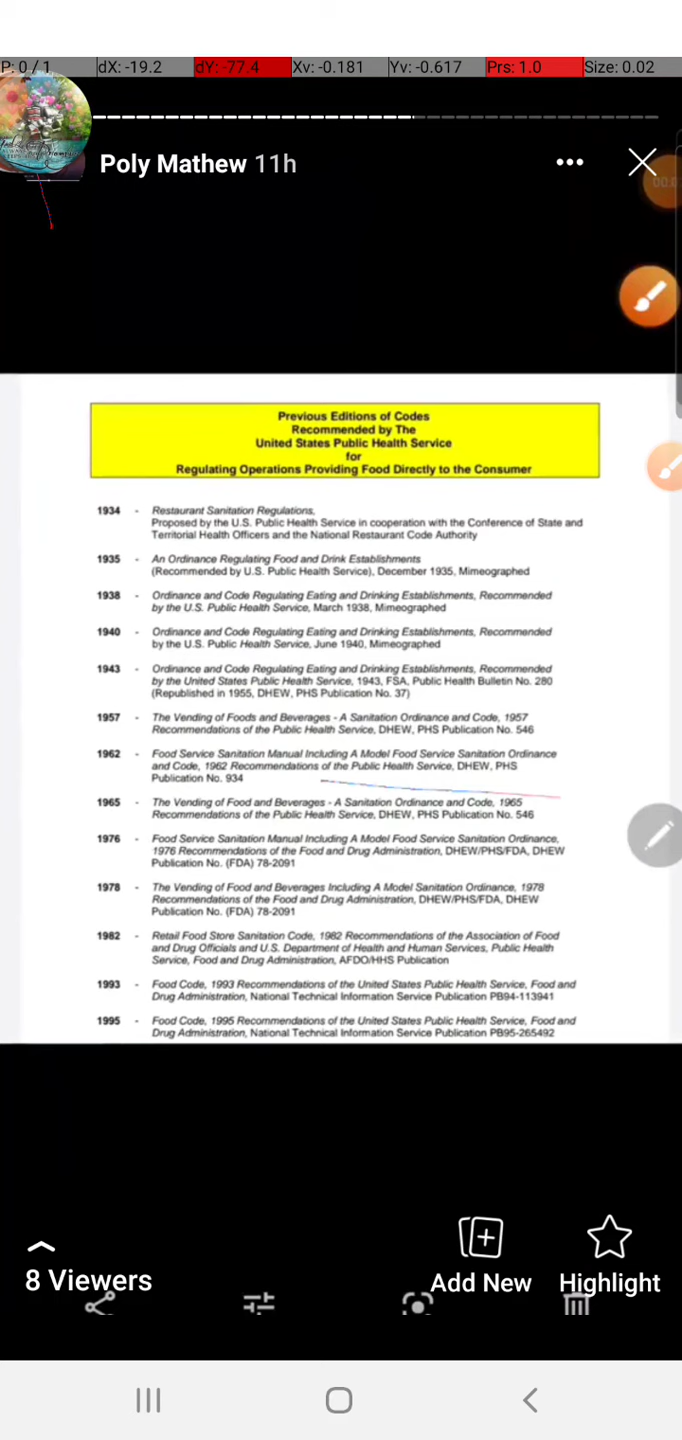 P: 0 / 1 dX: -19.2 dY: -77.4 Xv: -0.181 Yv: -0.617 Prs: 1.0 Size: 0.02
Poly Mathew 11h
Previous Editions of Codes
Recommended by The
United States Public Health Service
for
Regulating Operations Providing Food Directly to the Consumer
1934 - Restaurant Sanitation Regulations,
Proposed by the U.S. Public Health Service in cooperation with the Conference of State and
Territorial Health Officers and the National Restaurant Code Authority
1935 - An Ordinance Regulating Food and Drink Establishments
(Recommended by U.S. Public Health Service), December 1935, Mimeographed
1938 - Ordinance and Code Regulating Eating and Drinking Establishments, Recommended
by the U.S. Public Health Service, March 1938, Mimeographed
1940 - Ordinance and Code Regulating Eating and Drinking Establishments, Recommended
by the U.S. Public Health Service, June 1940, Mimeographed
1943 - Ordinance and Code Regulating Eating and Drinking Establishments, Recommended
by the United States Public Health Service, 1943, FSA, Public Health Bulletin No. 280
(Republished in 1955, DHEW, PHS Publication No. 37)
1957 - The Vending of Foods and Beverages - A Sanitation Ordinance and Code, 1957
Recommendations of the Public Health Service, DHEW, PHS Publication No. 546
1962 - Food Service Sanitation Manual Including A Model Food Service Sanitation Ordinance
and Code, 1962 Recommendations of the Public Health Service, DHEW, PHS
Publication No. 934
1965 - The Vending of Food and Beverages - A Sanitation Ordinance and Code, 1965
Recommendations of the Public Health Service, DHEW, PHS Publication No. 546
1976 - Food Service Sanitation Manual Including A Model Food Service Sanitation Ordinance,
1976 Recommendations of the Food and Drug Administration, DHEW/PHS/FDA, DHEW
Publication No. (FDA) 78-2091
1978 - The Vending of Food and Beverages Including A Model Sanitation Ordinance, 1978
Recommendations of the Food and Drug Administration, DHEW/PHS/FDA, DHEW
Publication No. (FDA) 78-2091
1982 - Retail Food Store Sanitation Code, 1982 Recommendations of the Association of Food
and Drug Officials and U.S. Department of Health and Human Services, Public Health
Service, Food and Drug Administration, AFDO/HHS Publication
1993 - Food Code, 1993 Recommendations of the United States Public Health Service, Food and
Drug Administration, National Technical Information Service Publication PB94-113941
1995 - Food Code, 1995 Recommendations of the United States Public Health Service, Food and
Drug Administration, National Technical Information Service Publication PB95-265492
8 Viewers
Add New
Highlight